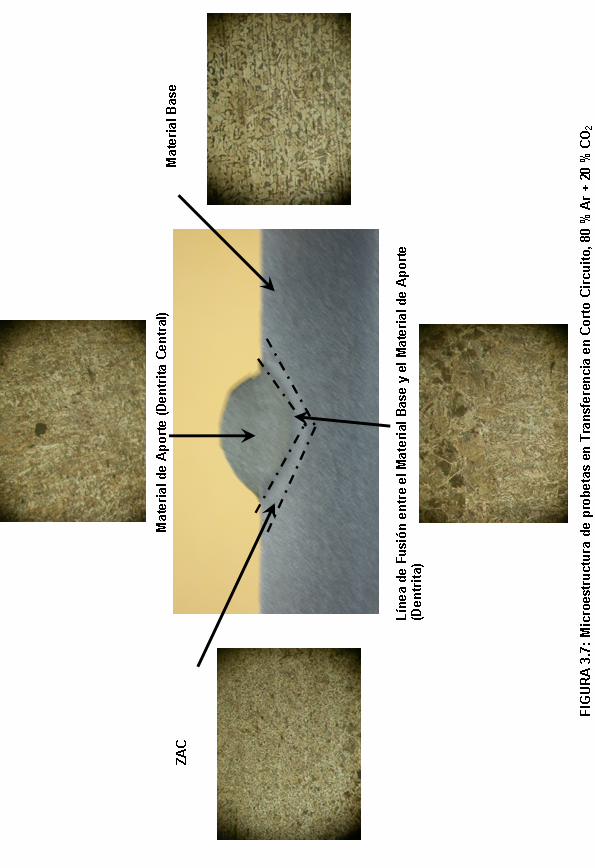 Material de Aporte (Dentrita Central)
ZAC
Material Base
Línea de Fusión entre el Material Base y el Material de Aporte
(Dentrita)
FIGURA 3.7: Microestructura de probetas en Transferencia en Corto Circuito, 80 % Ar + 20 % CO₂